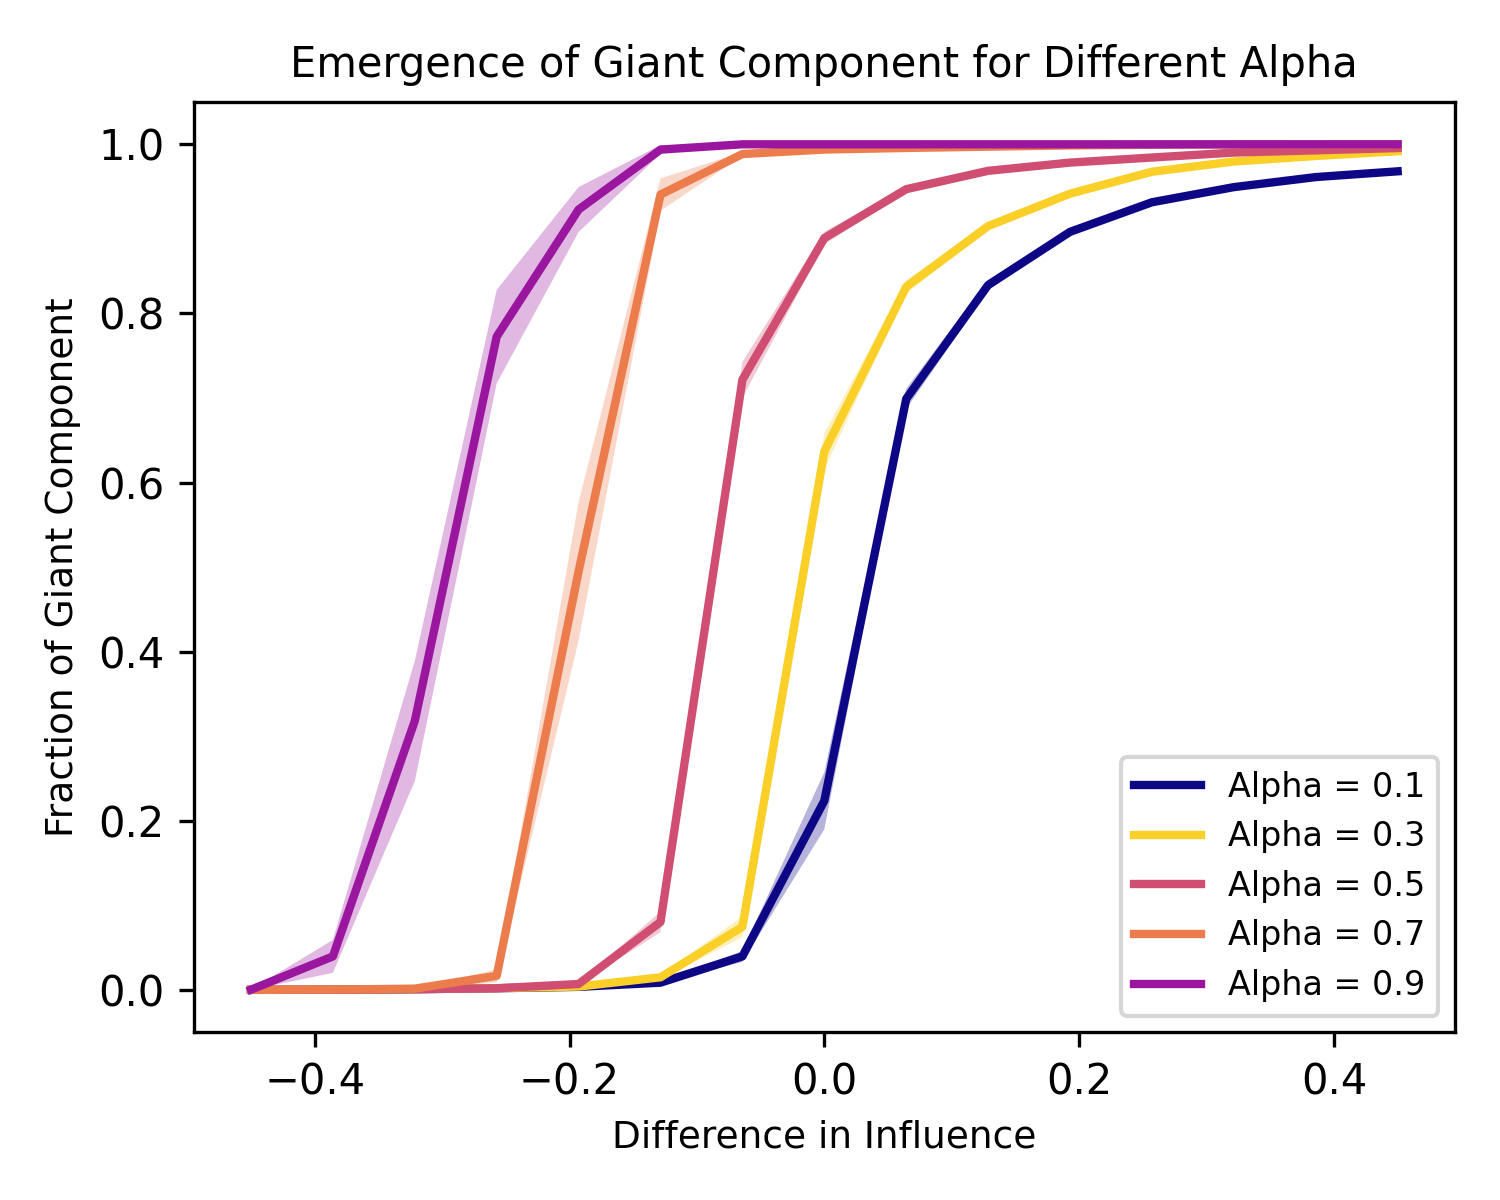 Emergence of Giant Component for Different Alpha
Fraction of Giant Component
1.0
0.8
0.6
0.4
0.2
0.0
−0.4
−0.2
0.0
0.2
0.4
Difference in Influence
Alpha = 0.1
Alpha = 0.3
Alpha = 0.5
Alpha = 0.7
Alpha = 0.9